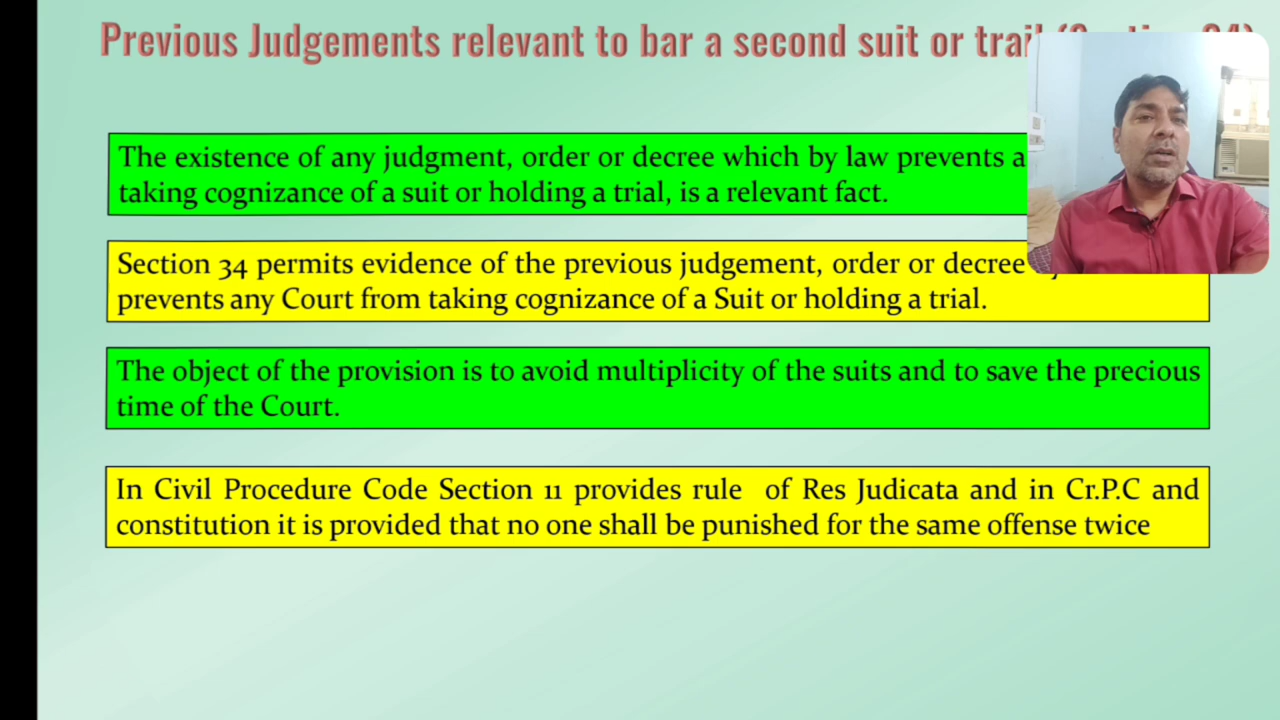 Previous Judgements relevant to bar a second suit or trail
The existence of any judgment, order or decree which by law prevents a
taking cognizance of a suit or holding a trial, is a relevant fact.
Section 34 permits evidence of the previous judgement, order or decree
prevents any Court from taking cognizance of a Suit or holding a trial.
The object of the provision is to avoid multiplicity of the suits and to save the precious
time of the Court.
In Civil Procedure Code Section 11 provides rule of Res Judicata and in Cr.P.C and
constitution it is provided that no one shall be punished for the same offense twice